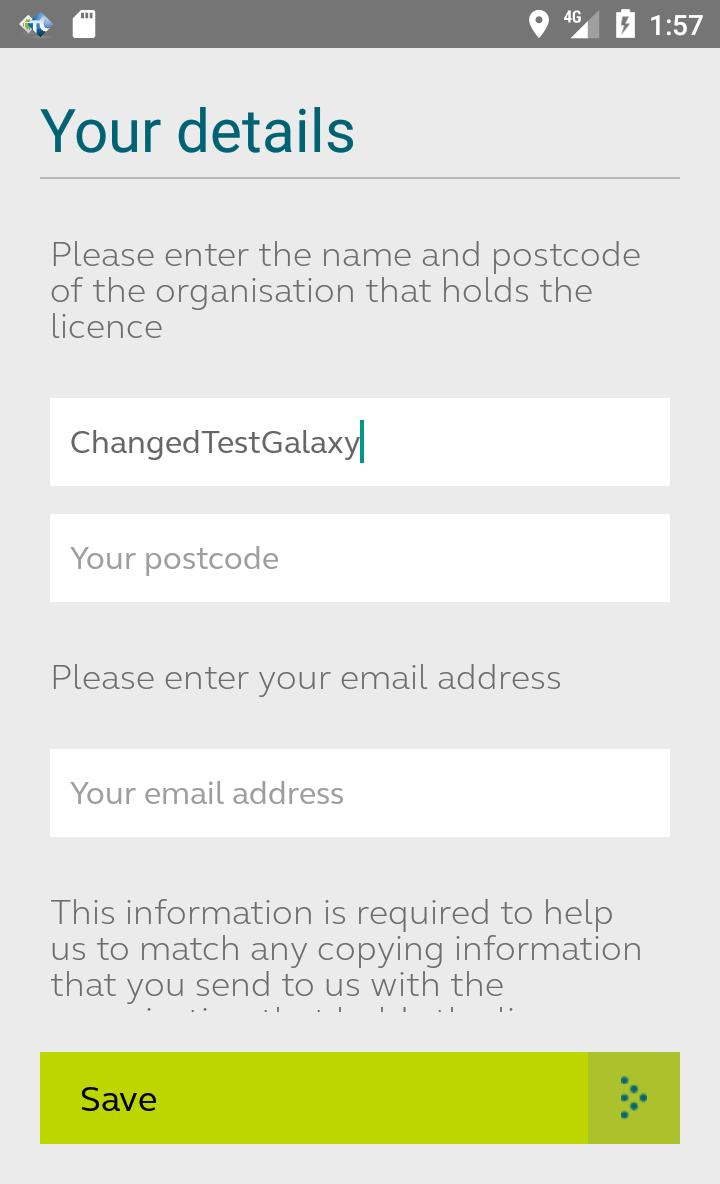 4G 1:57
Your details
Please enter the name and postcode
of the organisation that holds the
licence
ChangedTestGalaxy
Your postcode
Please enter your email address
Your email address
This information is required to help
us to match any copying information
that you send to us with the
Save